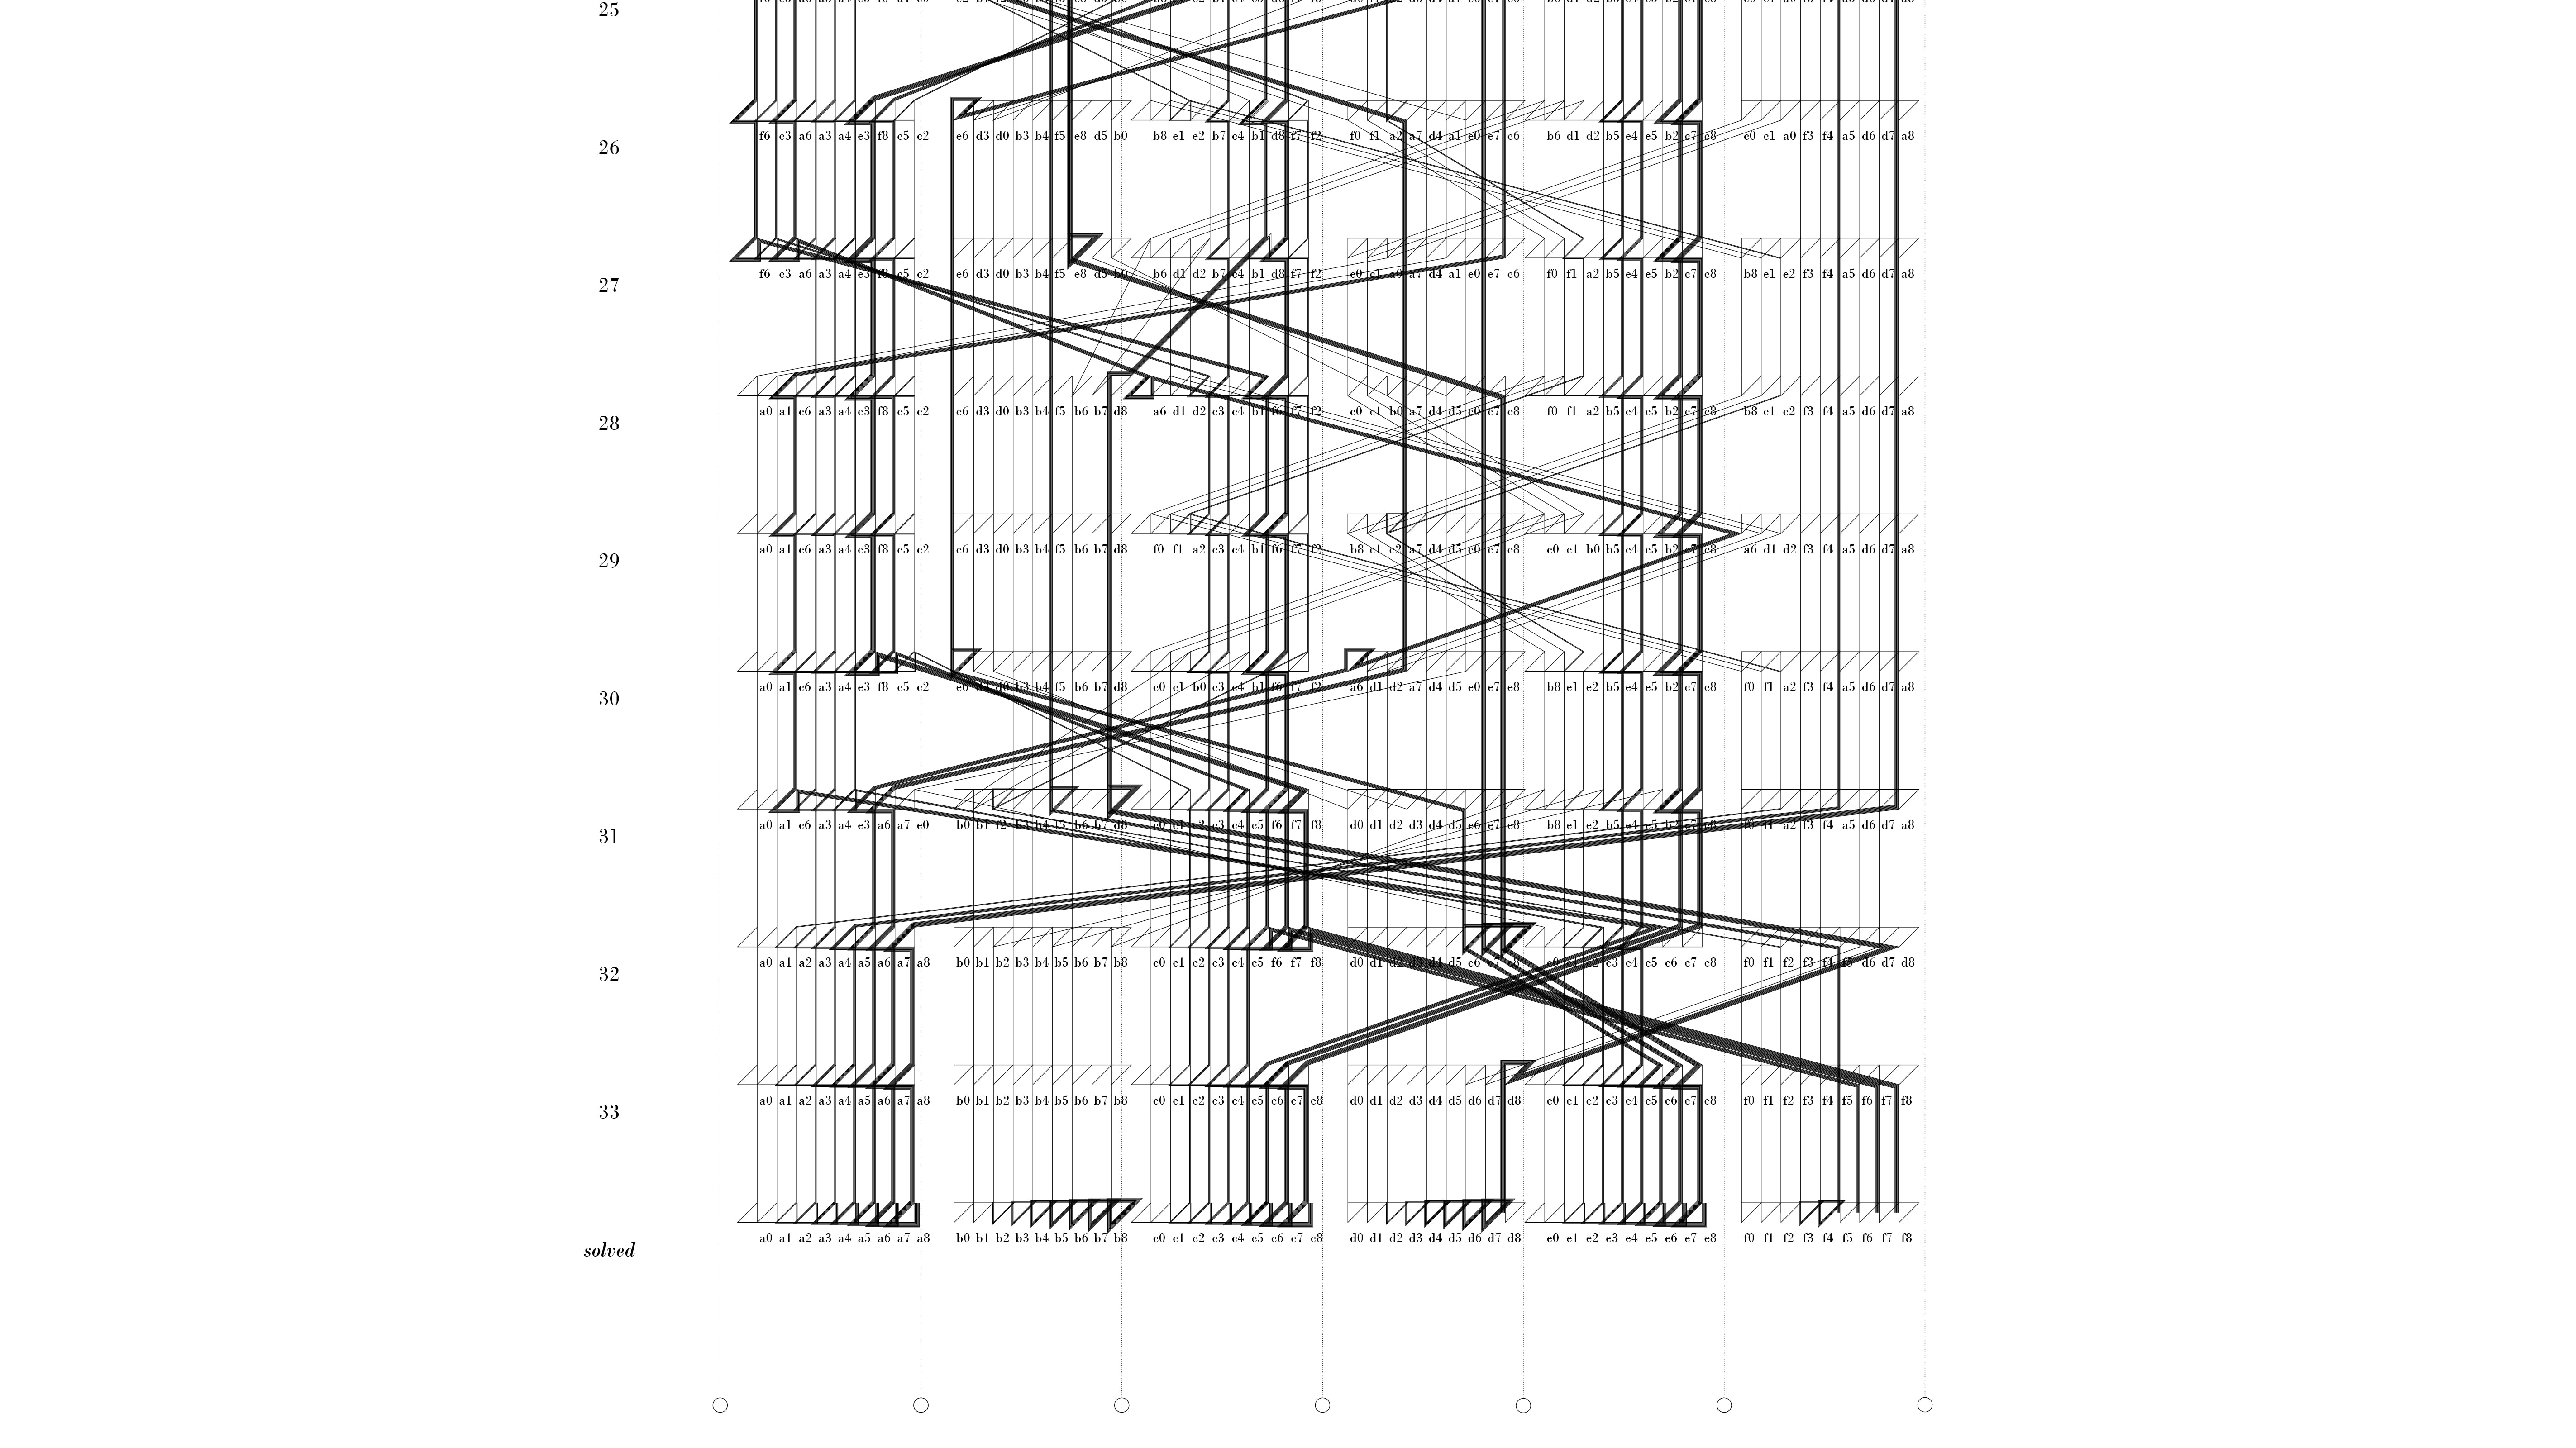 25
f6 c3 a6 a3 a4 e3 f8 c5 c2 e6 d3 d0 b3 b4 f5 e8 d5 b0 b8 e1 e2 b7 c4 b1 d8 f7 f2 f0 f1 a2 a7 d4 a1 e0 e7 c6 b6 d1 d2 b5 e4 e5 b2 c7 c8 c0 c1 a0 f3 f4 a5 d6 d7 a8
26
f6 c3 a6 a3 a4 e3 f8 c5 c2 e6 d3 d0 b3 b4 f5 e8 d5 b0 b6 d1 d2 b7 c4 b1 d8 f7 f2 c0 c1 a0 a7 d4 a1 e0 e7 c6 f0 f1 a2 b5 e4 e5 b2 c7 c8 b8 e1 e2 f3 f4 a5 d6 d7 a8
27
a0 a1 c6 a3 a4 e3 f8 c5 c2 e6 d3 d0 b3 b4 f5 b6 b7 d8 a6 d1 d2 c3 c4 b1 f6 f7 f2 c0 c1 b0 a7 d4 d5 e0 e7 e8 f0 f1 a2 b5 e4 e5 b2 c7 c8 b8 e1 e2 f3 f4 a5 d6 d7 a8
28
a0 a1 c6 a3 a4 e3 f8 c5 c2 e6 d3 d0 b3 b4 f5 b6 b7 d8 f0 f1 a2 c3 c4 b1 f6 f7 f2 b8 e1 e2 a7 d4 d5 e0 e7 e8 c0 c1 b0 b5 e4 e5 b2 c7 c8 a6 d1 d2 f3 f4 a5 d6 d7 a8
29
a0 a1 c6 a3 a4 e3 f8 c5 c2 e6 d3 d0 b3 b4 f5 b6 b7 d8 c0 c1 b0 c3 c4 b1 f6 f7 f2 a6 d1 d2 a7 d4 d5 e0 e7 e8 b8 e1 e2 b5 e4 e5 b2 c7 c8 f0 f1 a2 f3 f4 a5 d6 d7 a8
30
a0 a1 c6 a3 a4 e3 a6 a7 e0 b0 b1 f2 b3 b4 f5 b6 b7 d8 c0 c1 c2 c3 c4 c5 f6 f7 f8 d0 d1 d2 d3 d4 d5 e6 e7 e8 b8 e1 e2 b5 e4 e5 b2 c7 c8 f0 f1 a2 f3 f4 a5 d6 d7 a8
31
a0 a1 a2 a3 a4 a5 a6 a7 a8 b0 b1 b2 b3 b4 b5 b6 b7 b8 c0 c1 c2 c3 c4 c5 f6 f7 f8 d0 d1 d2 d3 d4 d5 e6 e7 e8 e0 e1 e2 e3 e4 e5 c6 c7 c8 f0 f1 f2 f3 f4 f5 d6 d7 d8
32
a0 a1 a2 a3 a4 a5 a6 a7 a8 b0 b1 b2 b3 b4 b5 b6 b7 b8 c0 c1 c2 c3 c4 c5 c6 c7 c8 d0 d1 d2 d3 d4 d5 d6 d7 d8 e0 e1 e2 e3 e4 e5 e6 e7 e8 f0 f1 f2 f3 f4 f5 f6 f7 f8
33
a0 a1 a2 a3 a4 a5 a6 a7 a8 b0 b1 b2 b3 b4 b5 b6 b7 b8 c0 c1 c2 c3 c4 c5 c6 c7 c8 d0 d1 d2 d3 d4 d5 d6 d7 d8 e0 e1 e2 e3 e4 e5 e6 e7 e8 f0 f1 f2 f3 f4 f5 f6 f7 f8
solved